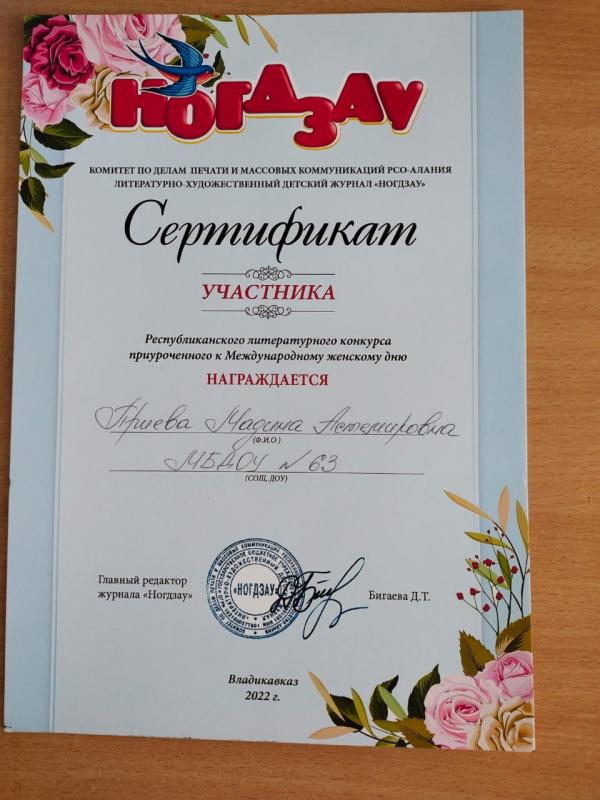 НОГДЗАУ
КОМИТЕТ ПО ДЕЛАМ ПЕЧАТИ И МАССОВЫХ КОММУНИКАЦИЙ РСО-АЛАНИЯ
ЛИТЕРАТУРНО-ХУДОЖЕСТВЕННЫЙ ДЕТСКИЙ ЖУРНАЛ «НОГДЗАУ»
Сертификат
УЧАСТНИКА
Республиканского литературного конкурса
приуроченного к Международному женскому дню
НАГРАЖДАЕТСЯ
Мадина Астемировна
(Ф.И.О)
МБДОУ № 63
(СОШ, ДОУ)
Главный редактор
журнала «Ногдзау»
«НОГДЗАУ»
Бигаева Д.Т.
Владикавказ
2022 г.